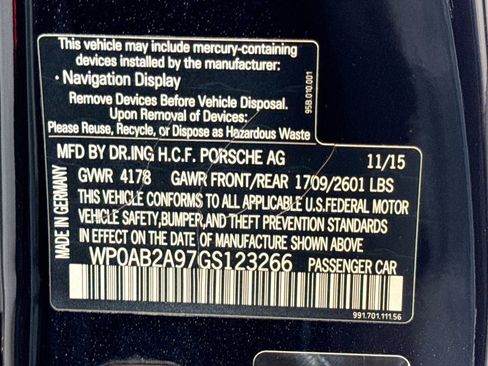 This vehicle may include mercury-containing
devices installed by the manufacturer:
• Navigation Display
Remove Devices Before Vehicle Disposal.
Upon Removal of Devices:
Please Reuse, Recycle, or Dispose as Hazardous Waste
95B.010.001
MFD BY DR.ING H.C.F. PORSCHE AG 11/15
GVWR 4178 GAWR FRONT/REAR 1709/2601 LBS
THIS VEHICLE CONFORMS TO ALL APPLICABLE U.S.FEDERAL MOTOR
VEHICLE SAFETY,BUMPER,AND THEFT PREVENTION STANDARDS
IN EFFECT ON THE DATE OF MANUFACTURE SHOWN ABOVE.
WP0AB2A97GS123266 PASSENGER CAR
MADE IN GERMANY
991.701.111.56